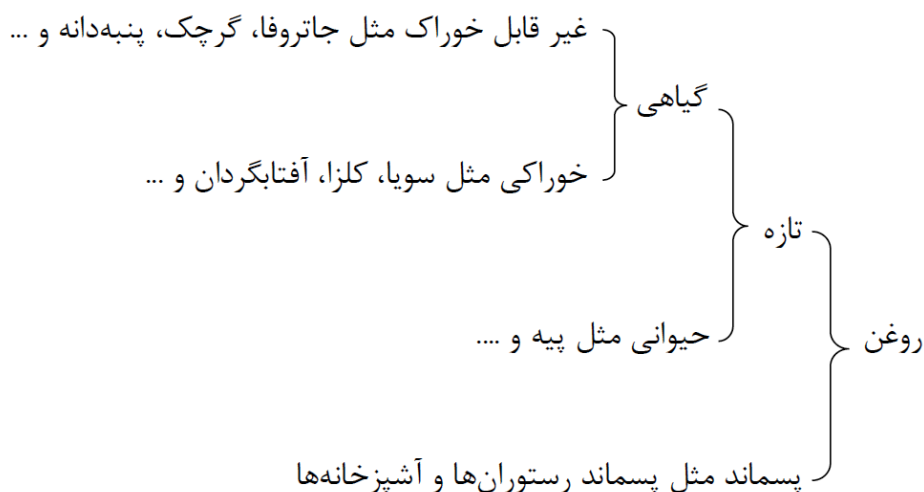 غیر قابل خوراک مثل جاتروفا، گرچک، پنبه‌دانه و ...
گیاهی
خوراکی مثل سویا، کلزا، آفتابگردان و ...
تازه
حیوانی مثل پیه و ....
روغن
پسماند مثل پسماند رستوران‌ها و آشپزخانه‌ها